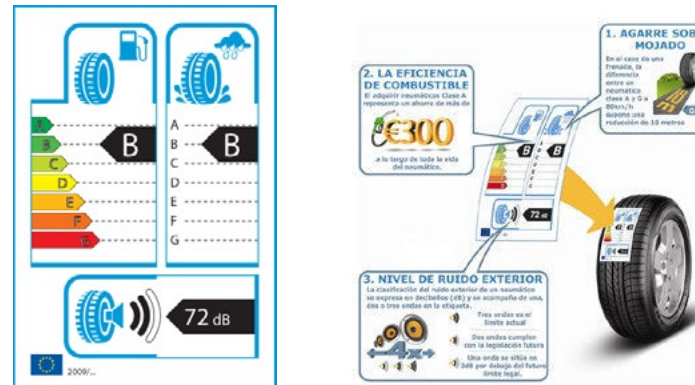 A
B
C
D
E
F
G
B
A
B
C
D
E
F
G
B
72 dB
2009/..
1. AGARRE SOB
MOJADO
En el caso de una
frenada, la
diferencia
entre un
neumático
clase A y G a
80km/h
supone una
reducción de 18 metros
2. LA EFICIENCIA
DE COMBUSTIBLE
El adquirir neumáticos Clase A
representa un ahorro de más de
€300
a lo largo de toda la vida
del neumático.
B
B
72 dB
3. NIVEL DE RUIDO EXTERIOR
La clasificación del ruido exterior de un neumático
se expresa en decibelios (dB) y se acompaña de una,
dos o tres ondas en la etiqueta.
4x
Tres ondas es el
límite actual
Dos ondas cumplen
con la legislación futura
Una onda se sitúa en
3dB por debajo del futuro
límite legal.